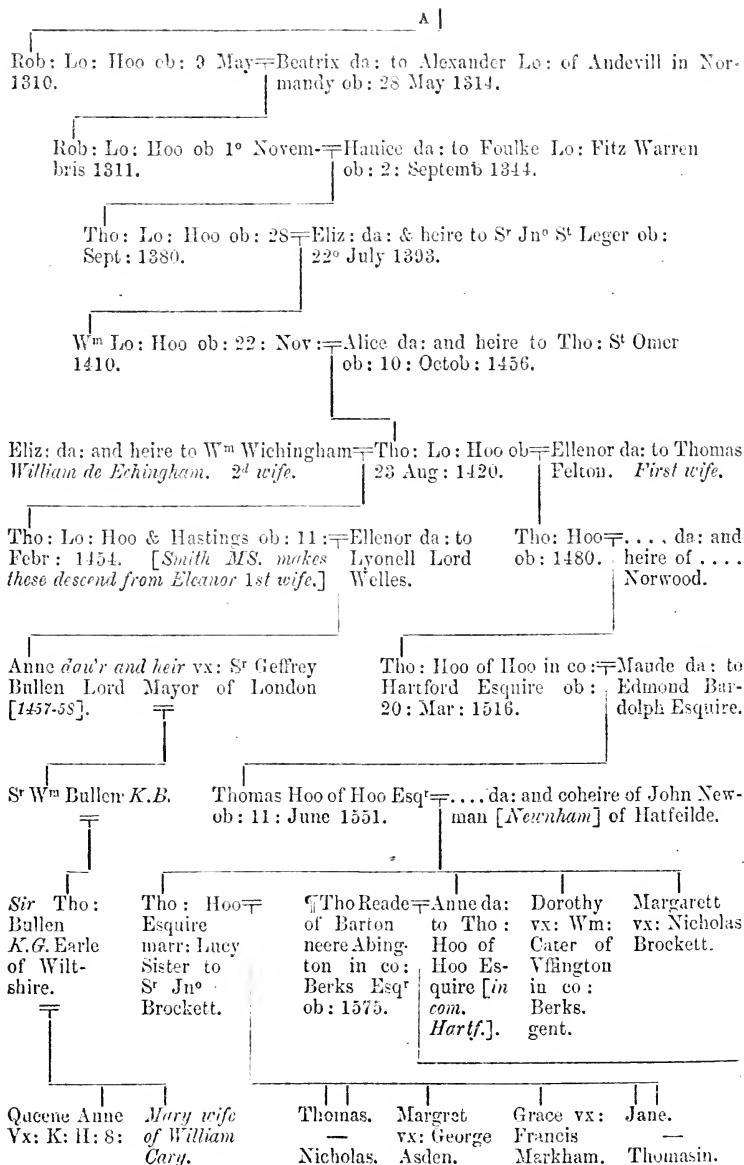 A
Rob: Lo: Hoo ob: 9 May=Beatrix da: to Alexander Lo: of Andevill in Nor-
1310. mandy ob: 28 May 1314.
Rob: Lo: Hoo ob 1º Novem-=Hauice da: to Foulke Lo: Fitz Warren
bris 1311. ob: 2: Septemb 1344.
Tho: Lo: Hoo ob: 28=Eliz: da: & heire to Sʳ Jnº Sᵗ Leger ob:
Sept: 1380. 22º July 1393.
Wᵐ Lo: Hoo ob: 22: Nov:=Alice da: and heire to Tho: Sᵗ Omer
1410. ob: 10: Octob: 1456.
Eliz: da: and heire to Wᵐ Wichingham=Tho: Lo: Hoo ob=Ellenor da: to Thomas
William de Echingham. 2ᵈ wife. 23 Aug: 1420. Felton. First wife.
Tho: Lo: Hoo & Hastings ob: 11:=Ellenor da: to
Febr: 1454. [Smith MS. makes Lyonell Lord
these descend from Eleanor 1st wife.] Welles.
Tho: Hoo=.... da: and
ob: 1480. heire of ....
Norwood.
Anne dau'r and heir vx: Sʳ Geffrey
Bullen Lord Mayor of London
[1457-58].
Tho: Hoo of Hoo in co:=Maude da: to
Hartford Esquire ob: Edmond Bar-
20: Mar: 1516. dolph Esquire.
Sʳ Wᵐ Bullen K.B.
Thomas Hoo of Hoo Esqʳ=....da: and coheire of John New-
ob: 11: June 1551. man [Newnham] of Hatfeilde.
Sir Tho:
Bullen
K.G. Earle
of Wilt-
shire.
Tho: Hoo=
Esquire
marr: Lucy
Sister to
Sʳ Jnº
Brockett.
¶Tho Reade=
of Barton
neere Abing-
ton in co:
Berks Esqʳ
ob: 1575.
Anne da:
to Tho:
Hoo of
Hoo Es-
quire [in
com.
Hartf.].
Dorothy
vx: Wm:
Cater of
Vffington
in co:
Berks.
gent.
Margarett
vx: Nicholas
Brockett.
Queene Anne
Vx: K: H: 8:
Mary wife
of William
Cary.
Thomas.
—
Nicholas.
Margret
vx: George
Asden.
Grace vx:
Francis
Markham.
Jane.
—
Thomasin.